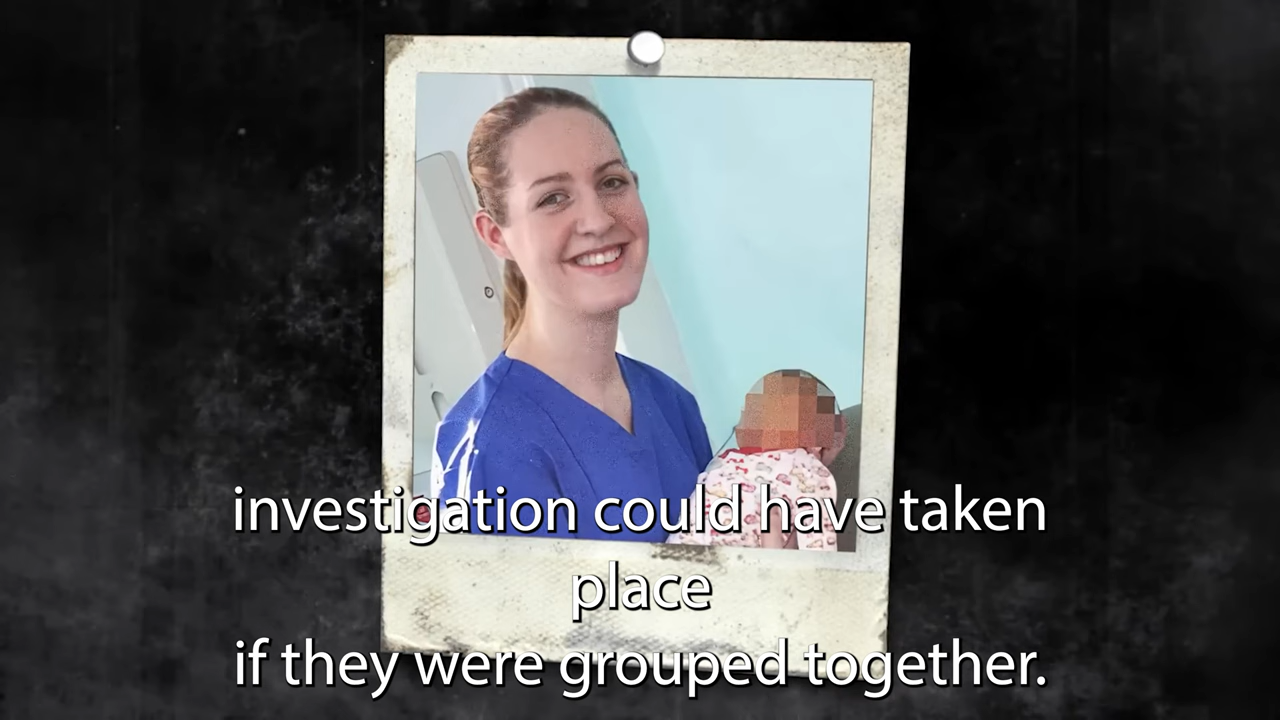 investigation could have taken
place
if they were grouped together.